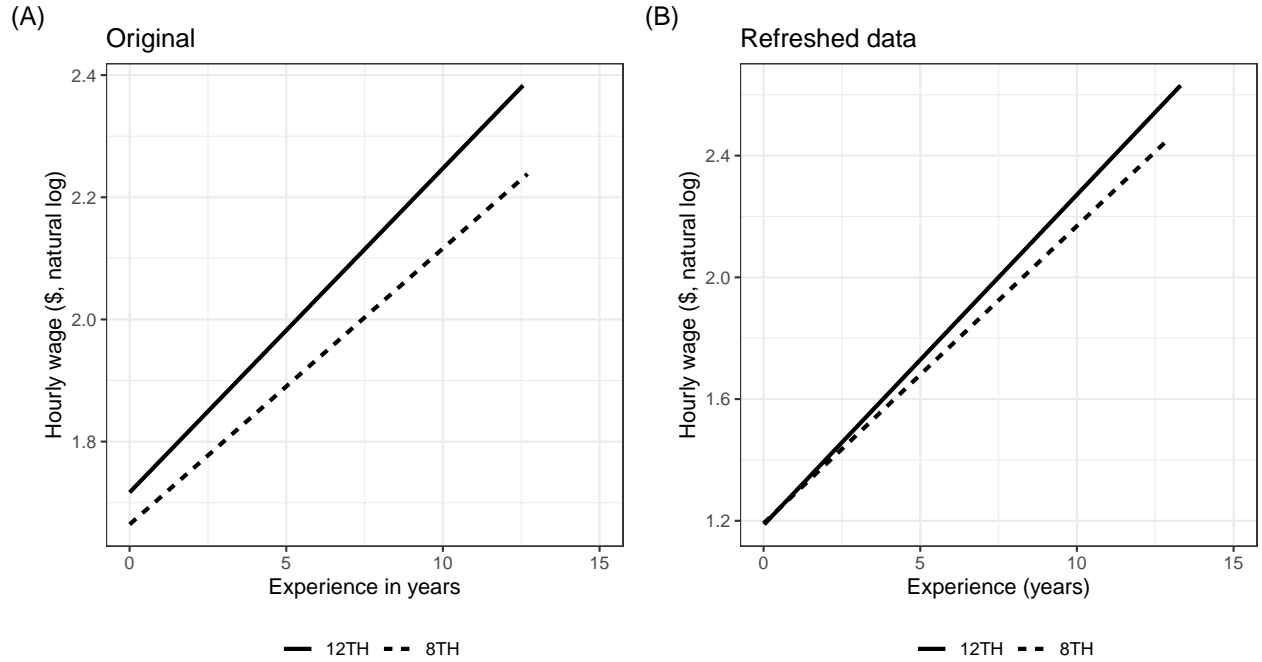 (A)
Original
2.4
2.2
2.0
1.8
Hourly wage ($, natural log)
0 5 10 15
Experience in years
12TH 8TH
(B)
Refreshed data
2.4
2.0
1.6
1.2
Hourly wage ($, natural log)
0 5 10 15
Experience (years)
12TH 8TH